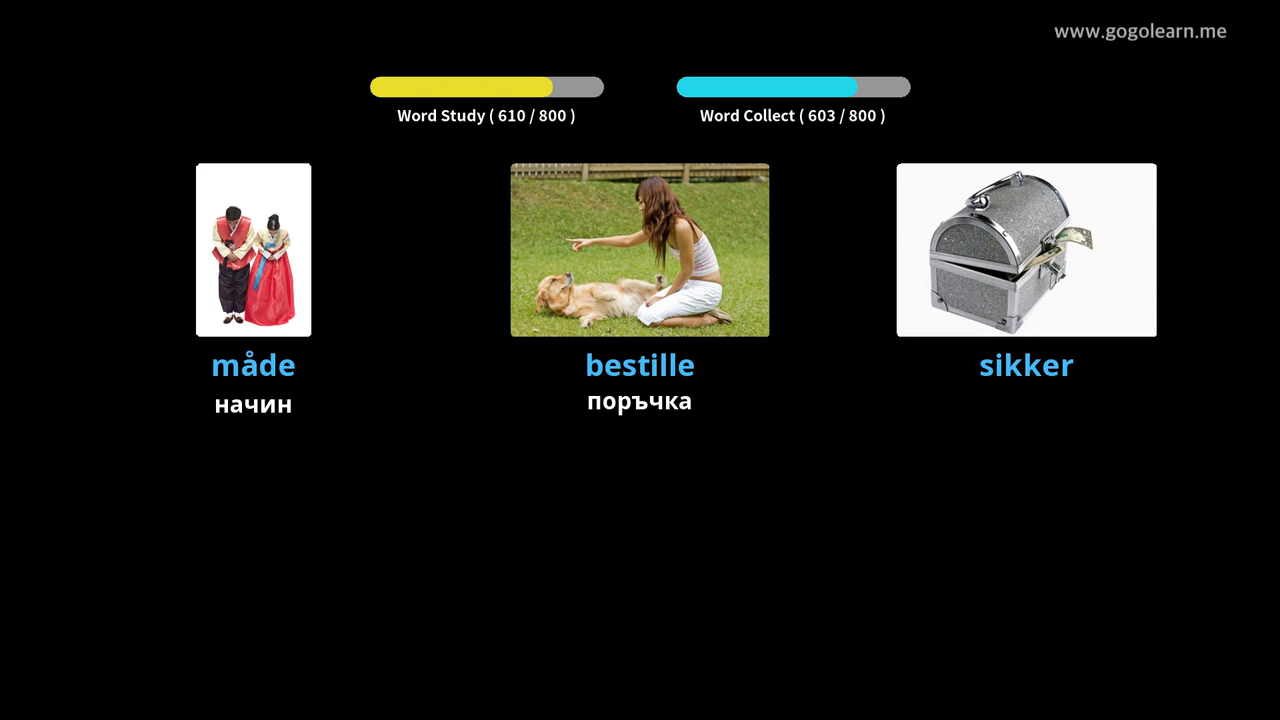 www.gogolearn.me
Word Study ( 610 / 800 )
Word Collect ( 603 / 800 )
måde
bestille
sikker
начин
поръчка